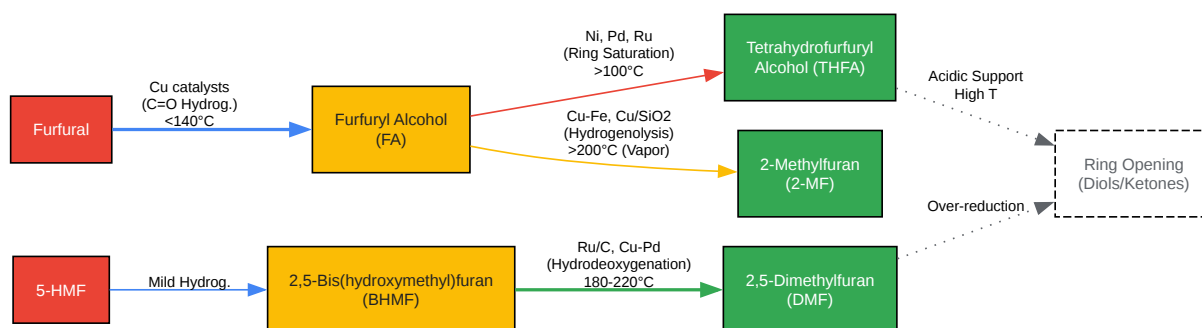 Furfural
Cu catalysts
(C=O Hydrog.)
<140°C
Furfuryl Alcohol
(FA)
Ni, Pd, Ru
(Ring Saturation)
>100°C
Tetrahydrofurfuryl
Alcohol (THFA)
Cu-Fe, Cu/SiO2
(Hydrogenolysis)
>200°C (Vapor)
2-Methylfuran
(2-MF)
Acidic Support
High T
Ring Opening
(Diols/Ketones)
Over-reduction
5-HMF
Mild Hydrog.
2,5-Bis(hydroxymethyl)furan
(BHMF)
Ru/C, Cu-Pd
(Hydrodeoxygenation)
180-220°C
2,5-Dimethylfuran
(DMF)